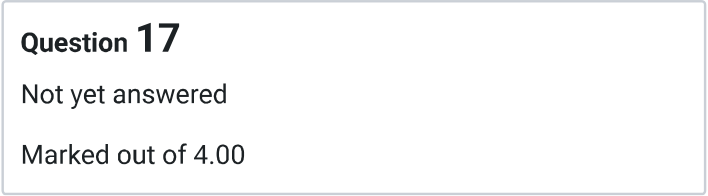 Question 17
Not yet answered
Marked out of 4.00